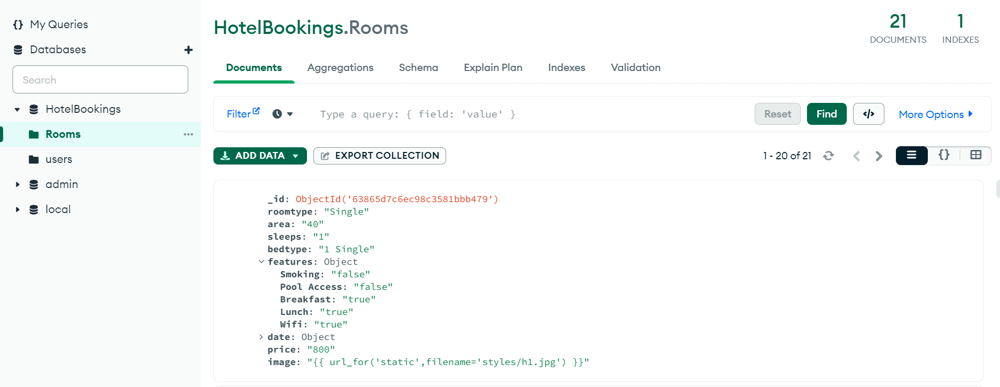 My Queries
Databases
Search
HotelBookings
Rooms
users
admin
local
HotelBookings.Rooms
21
DOCUMENTS
1
INDEXES
Documents Aggregations Schema Explain Plan Indexes Validation
Filter Type a query: { field: 'value' } Reset Find </> More Options
ADD DATA EXPORT COLLECTION 1 - 20 of 21 {}
_id: ObjectId('63865d7c6ec98c3581bbb479')
roomtype: "Single"
area: "40"
sleeps: "1"
bedtype: "1 Single"
features: Object
Smoking: "false"
Pool Access: "false"
Breakfast: "true"
Lunch: "true"
Wifi: "true"
date: Object
price: "800"
image: "{{ url_for('static',filename='styles/h1.jpg') }}"